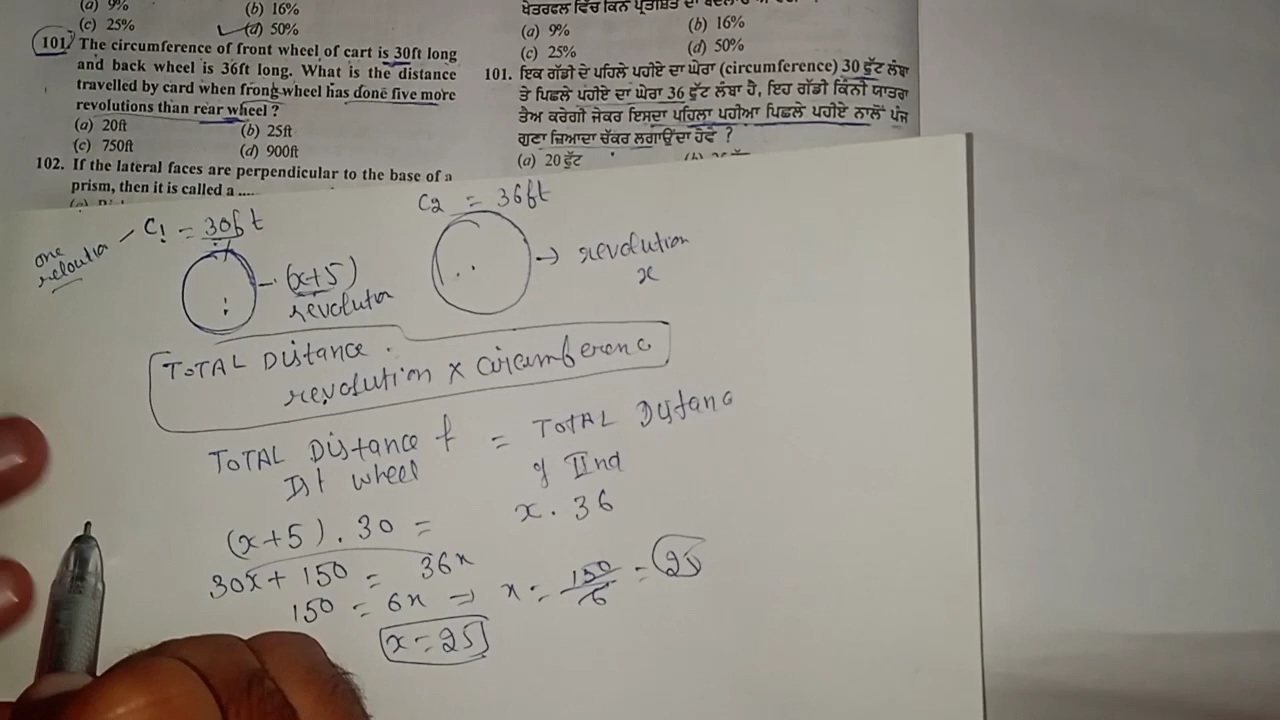 (a) 9%
(b) 16%
(c) 25%
(d) 50%
101. The circumference of front wheel of cart is 30ft long
and back wheel is 36ft long. What is the distance
travelled by card when frong wheel has done five more
revolutions than rear wheel ?
(a) 20ft
(b) 25ft
(c) 750ft
(d) 900ft
102. If the lateral faces are perpendicular to the base of a
prism, then it is called a ....
(a) 9%
(b) 16%
(c) 25%
(d) 50%
101. ਇਕ ਗੱਡੀ ਦੇ ਪਹਿਲੇ ਪਹੀਏ ਦਾ ਘੇਰਾ (circumference) 30 ਫੁੱਟ ਲੰਬਾ
ਤੇ ਪਿਛਲੇ ਪਹੀਏ ਦਾ ਘੇਰਾ 36 ਫੁੱਟ ਲੰਬਾ ਹੈ, ਇਹ ਗੱਡੀ ਕਿੰਨੀ ਯਾਤਰਾ
ਤੈਅ ਕਰੇਗੀ ਜੇਕਰ ਇਸਦਾ ਪਹਿਲਾ ਪਹੀਆ ਪਿਛਲੇ ਪਹੀਏ ਨਾਲੋਂ ਪੰਜ
ਗੁਣਾ ਜ਼ਿਆਦਾ ਚੱਕਰ ਲਗਾਉਂਦਾ ਹੋਵੇ ?
(a) 20 ਫੁੱਟ
one
C1 = 30ft
C2 = 36ft
(x+5)
revolution
revolution
x
TOTAL Distance
revolution x circumferenc
TOTAL Distance f = TOTAL Distanc
Ist wheel of IInd
(x+5) . 30 = x . 36
30x + 150 = 36x
150 = 6x ⇒ x = 150/6 = 25
x = 25